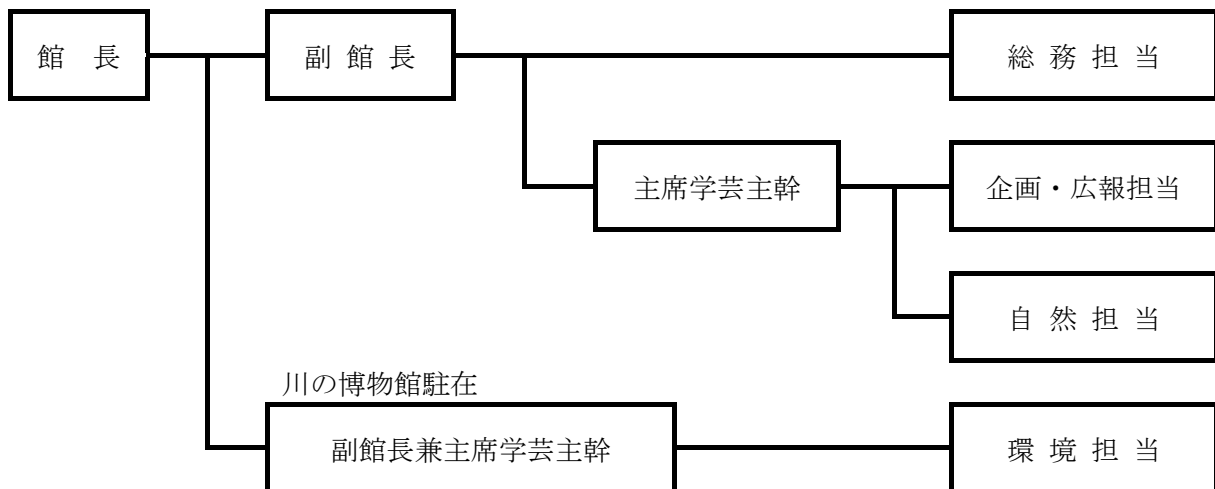 館 長
副 館 長
総 務 担 当
主席学芸主幹
企画・広報担当
自 然 担 当
川の博物館駐在
副館長兼主席学芸主幹
環 境 担 当